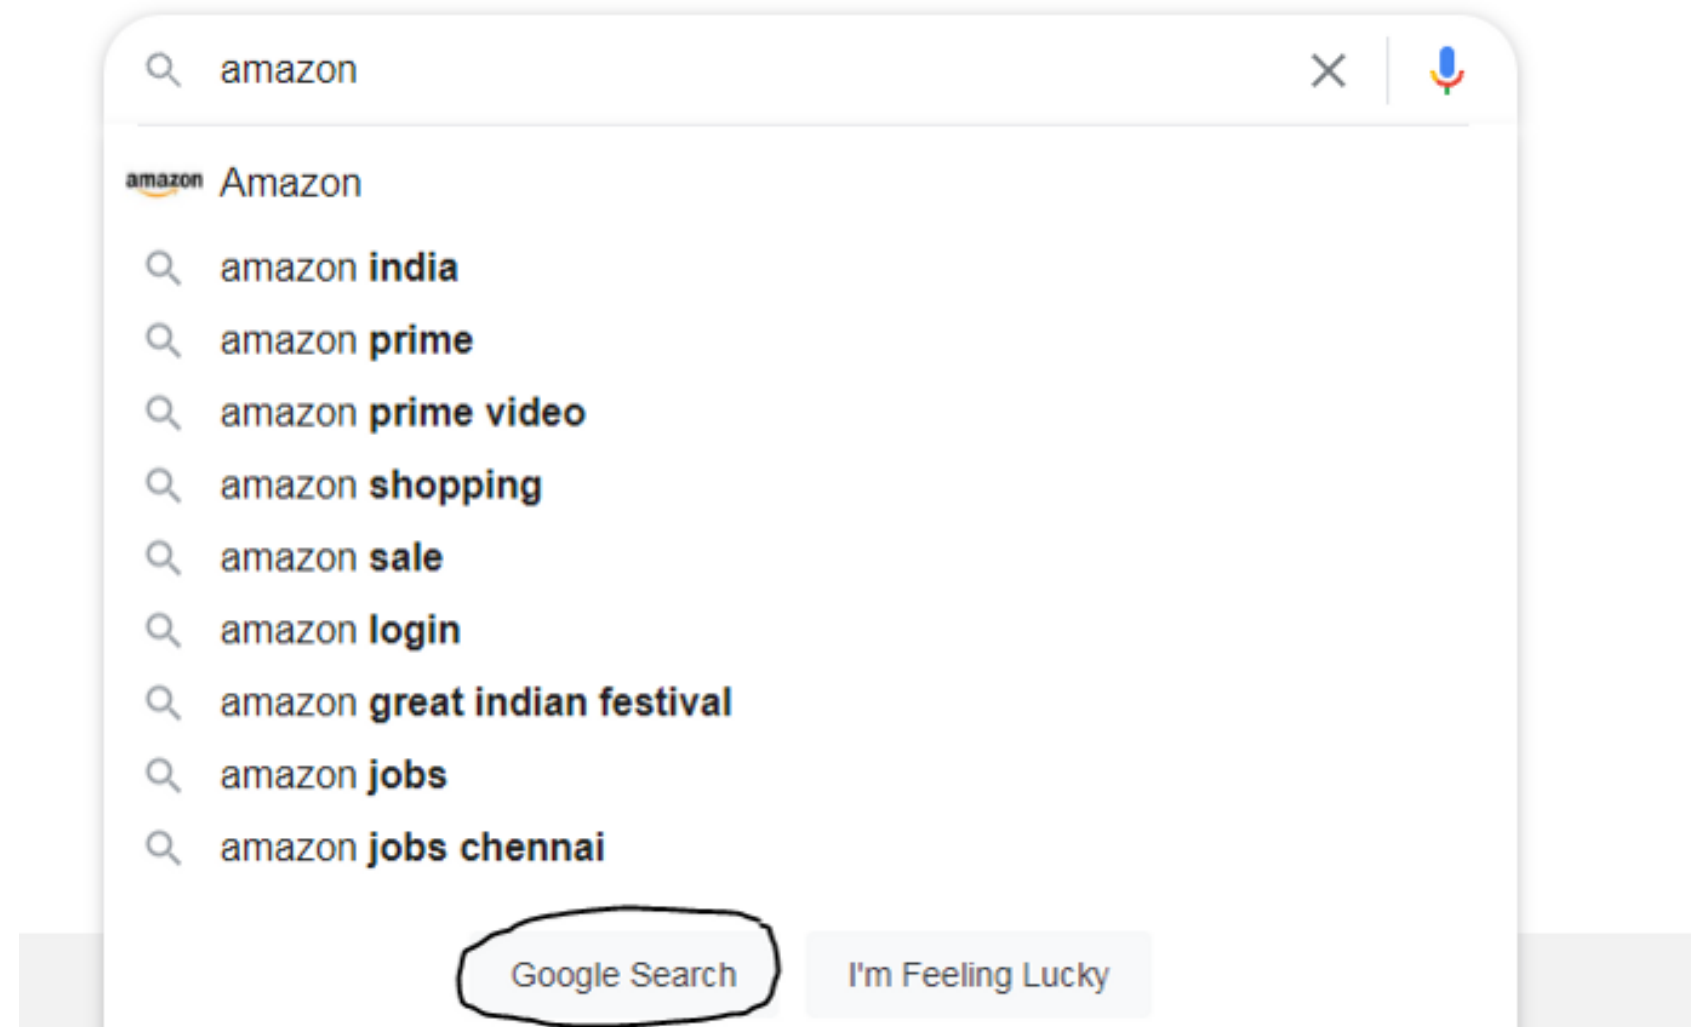 amazon
amazon Amazon
amazon india
amazon prime
amazon prime video
amazon shopping
amazon sale
amazon login
amazon great indian festival
amazon jobs
amazon jobs chennai
Google Search I'm Feeling Lucky